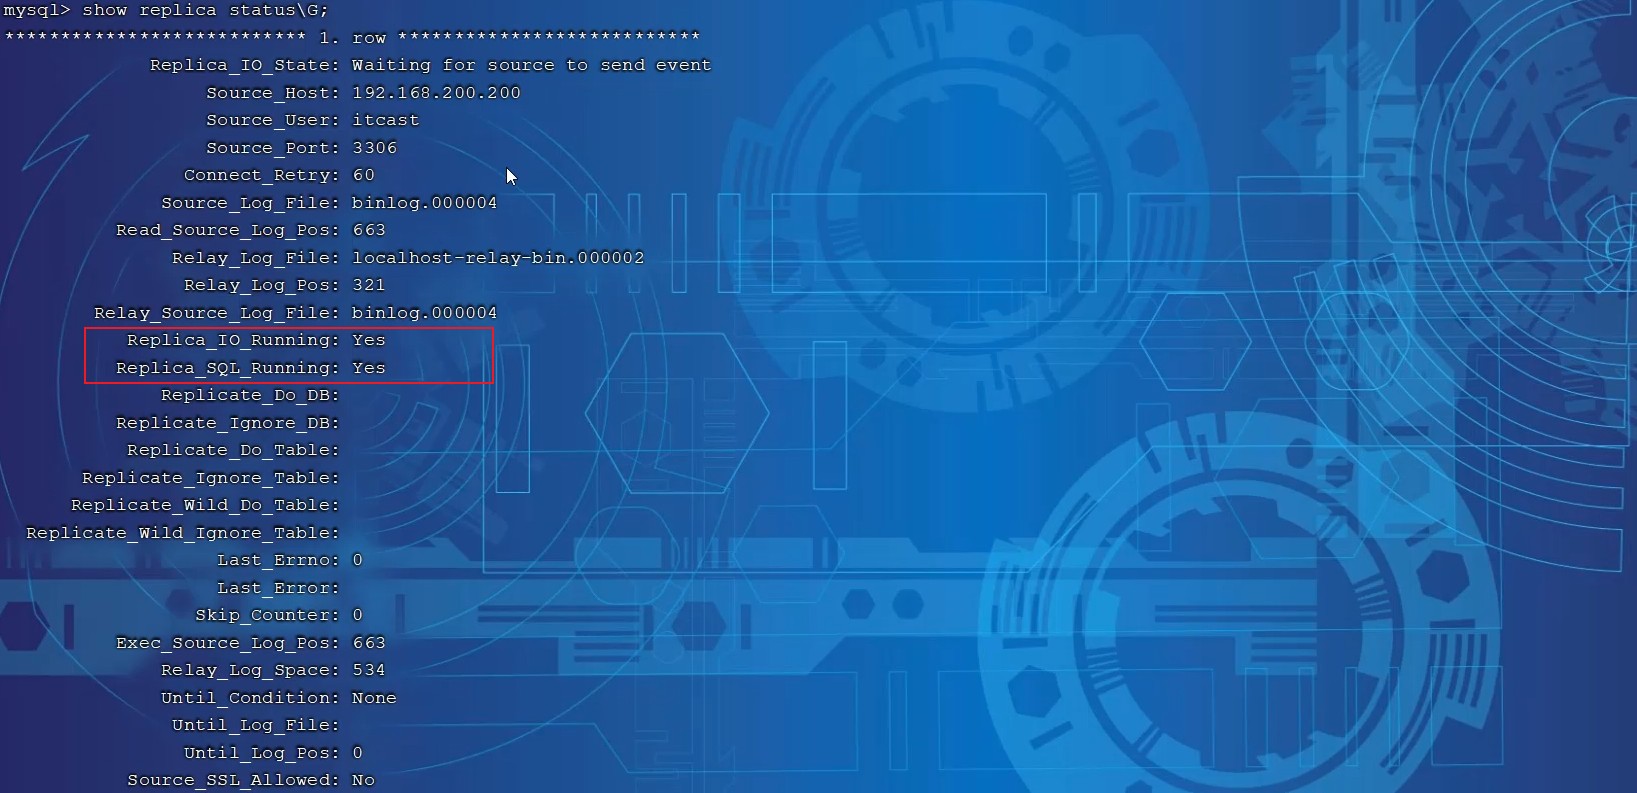 mysql> show replica status\G;
*************************** 1. row ***************************
Replica_IO_State: Waiting for source to send event
Source_Host: 192.168.200.200
Source_User: itcast
Source_Port: 3306
Connect_Retry: 60
Source_Log_File: binlog.000004
Read_Source_Log_Pos: 663
Relay_Log_File: localhost-relay-bin.000002
Relay_Log_Pos: 321
Relay_Source_Log_File: binlog.000004
Replica_IO_Running: Yes
Replica_SQL_Running: Yes
Replicate_Do_DB:
Replicate_Ignore_DB:
Replicate_Do_Table:
Replicate_Ignore_Table:
Replicate_Wild_Do_Table:
Replicate_Wild_Ignore_Table:
Last_Errno: 0
Last_Error:
Skip_Counter: 0
Exec_Source_Log_Pos: 663
Relay_Log_Space: 534
Until_Condition: None
Until_Log_File:
Until_Log_Pos: 0
Source_SSL_Allowed: No